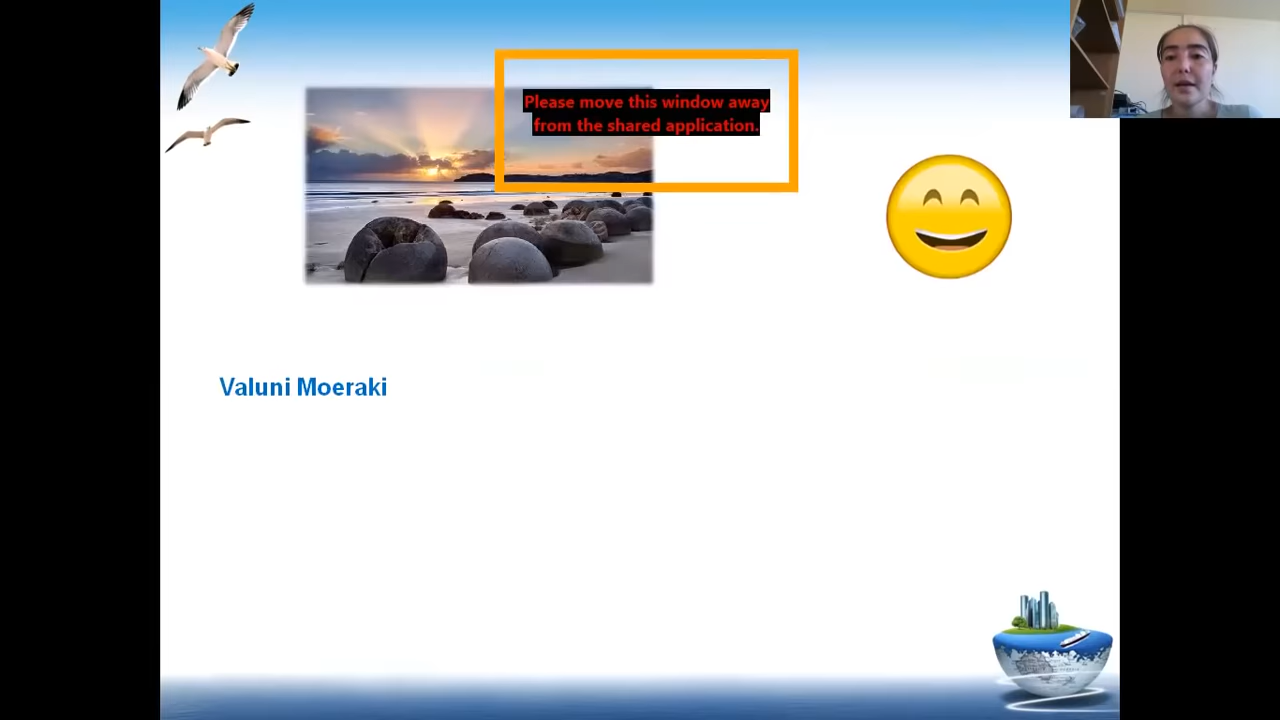 Please move this window away
from the shared application.
Valuni Moeraki